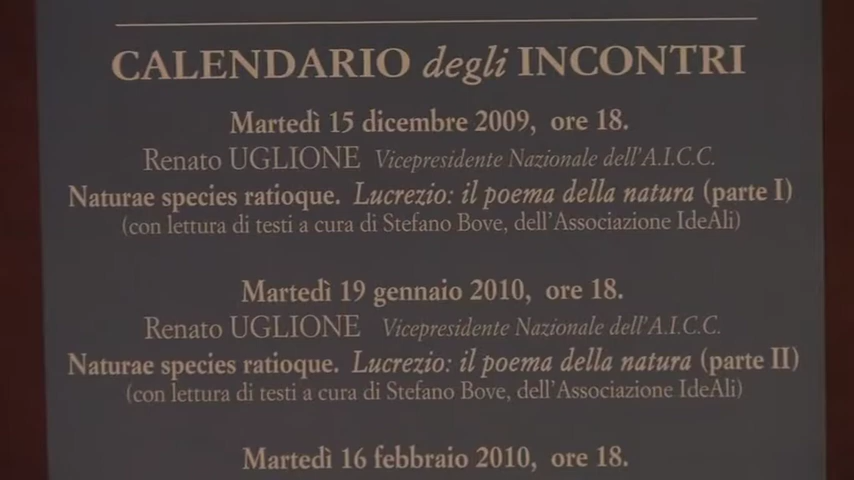 CALENDARIO degli INCONTRI
Martedì 15 dicembre 2009, ore 18.
Renato UGLIONE Vicepresidente Nazionale dell'A.I.C.C.
Naturae species ratioque. Lucrezio: il poema della natura (parte I)
(con lettura di testi a cura di Stefano Bove, dell'Associazione IdeAli)
Martedì 19 gennaio 2010, ore 18.
Renato UGLIONE Vicepresidente Nazionale dell'A.I.C.C.
Naturae species ratioque. Lucrezio: il poema della natura (parte II)
(con lettura di testi a cura di Stefano Bove, dell'Associazione IdeAli)
Martedì 16 febbraio 2010, ore 18.